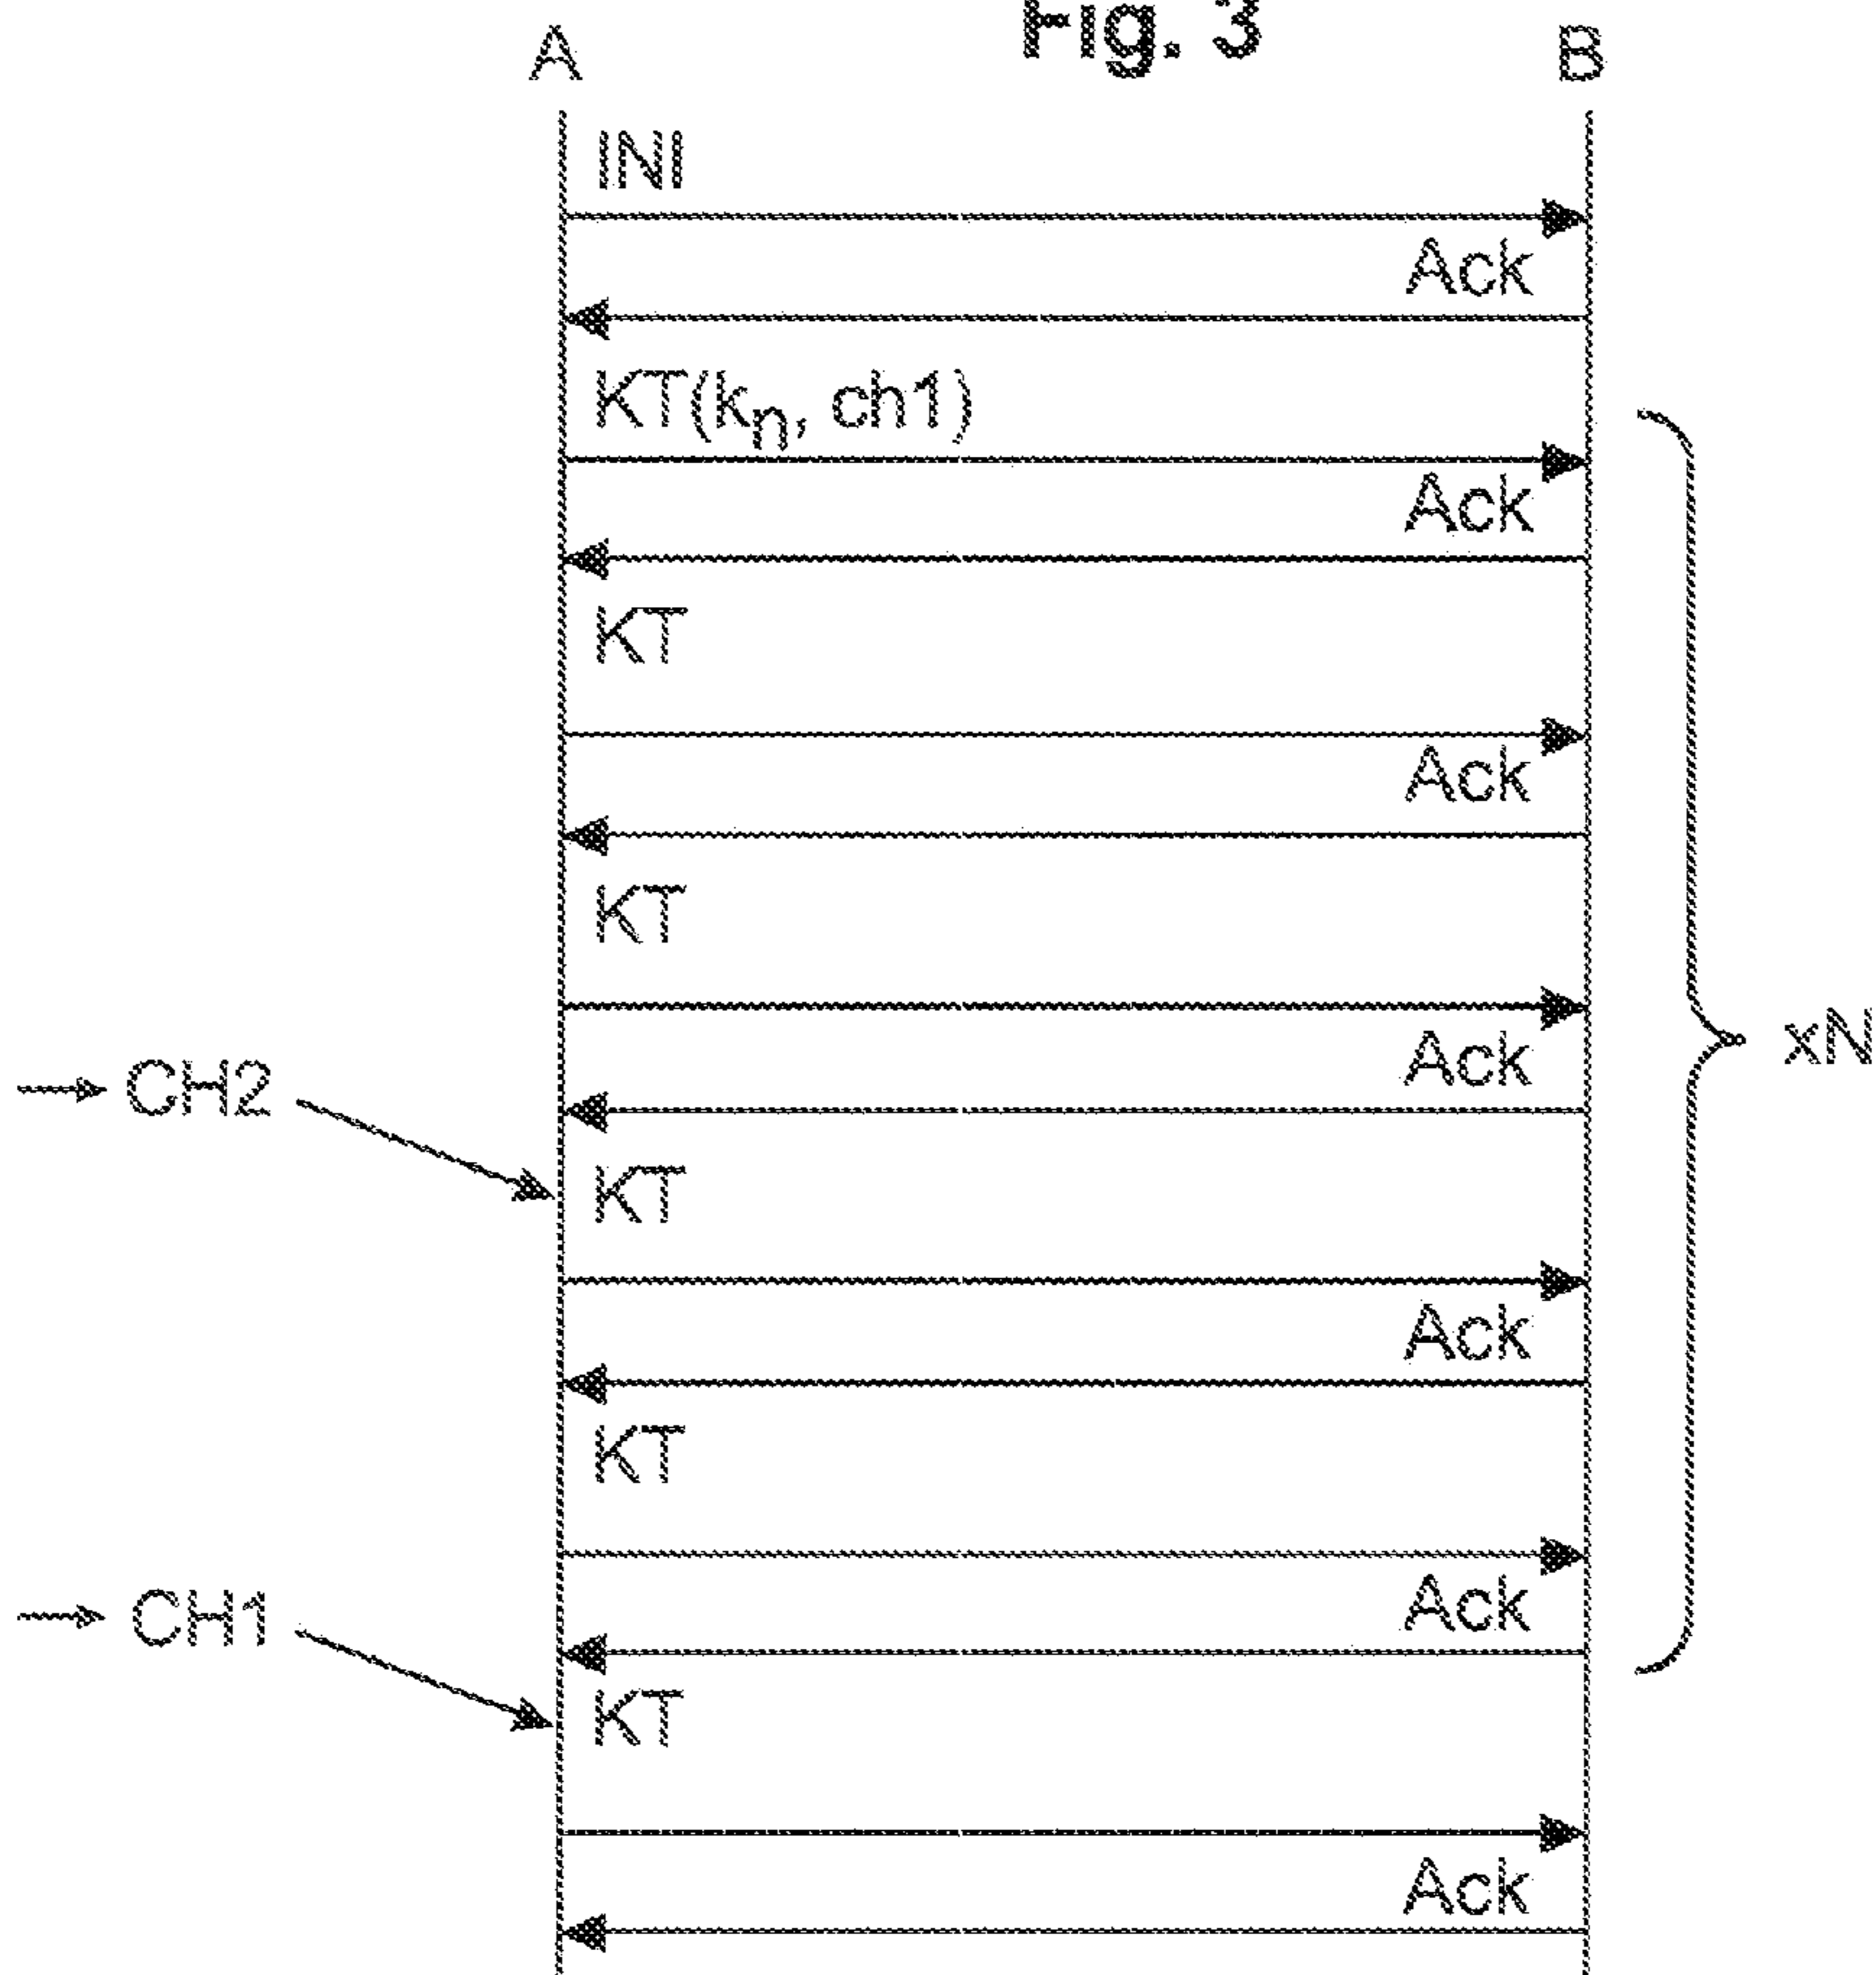 Fig. 3
A B
INI
Ack
KT(kn, ch1)
Ack
KT
Ack
KT
Ack
xN
→ CH2
KT
Ack
KT
Ack
→ CH1
KT
Ack